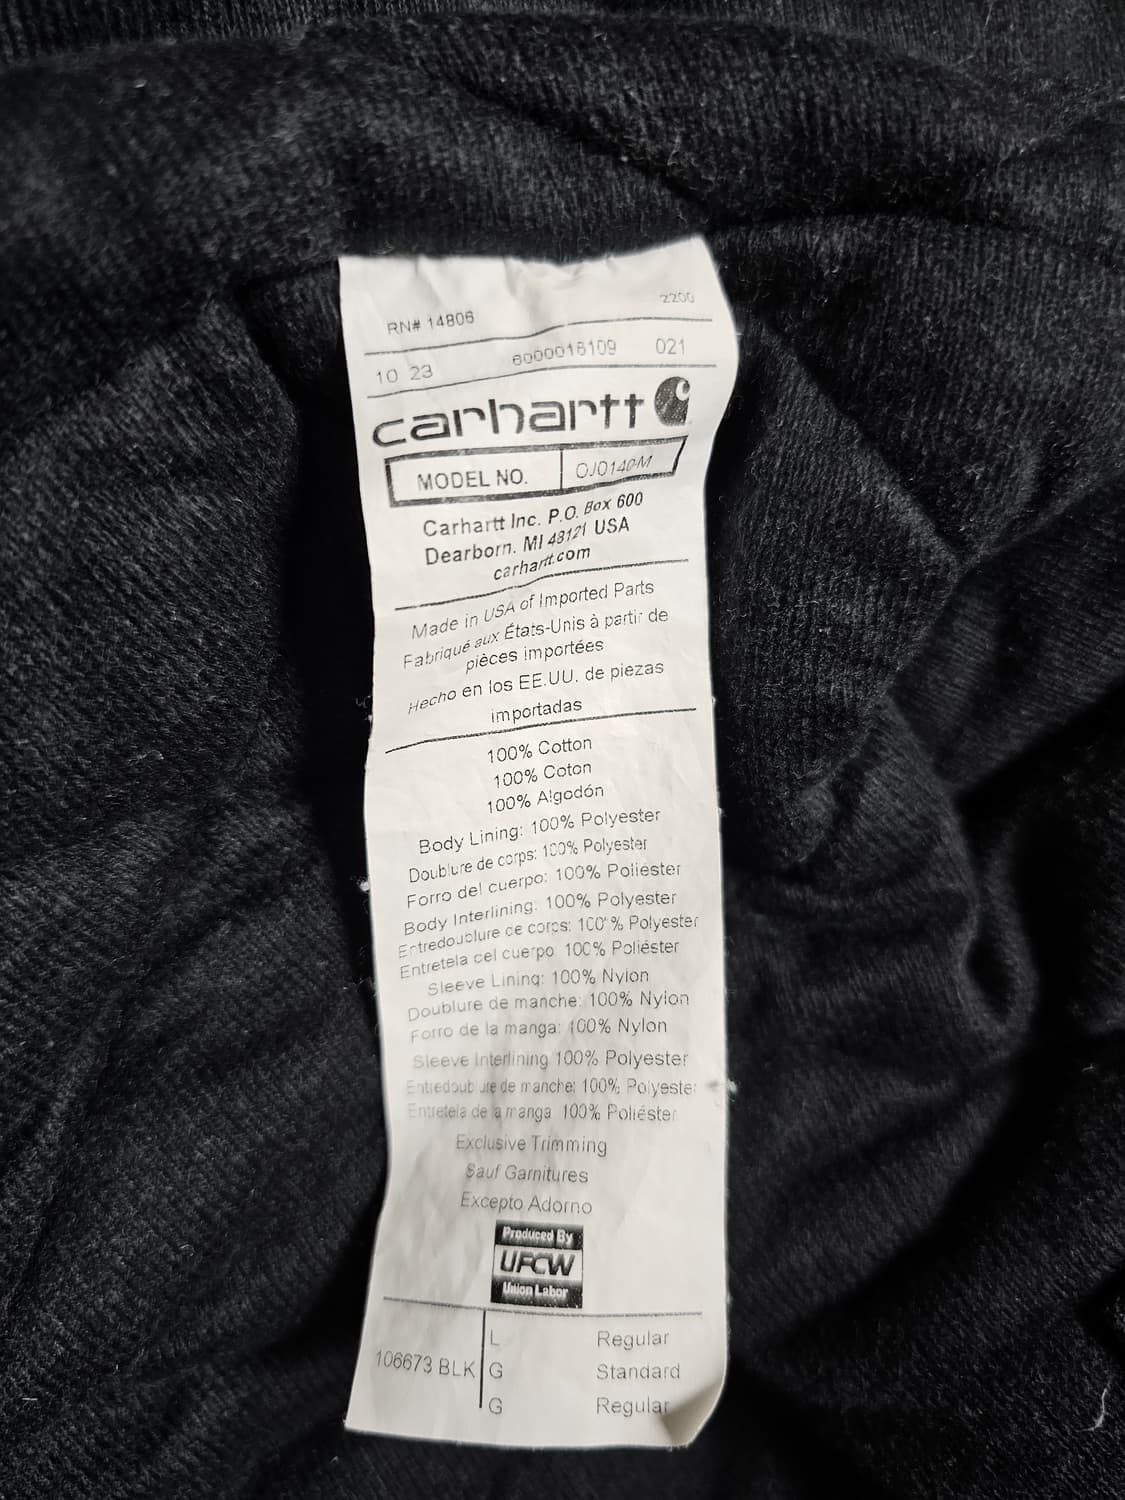 RN# 14806 2200
10 23 6000016109 021
carhartt
MODEL NO. OJ0140-M
Carhartt Inc. P.O. Box 600
Dearborn. MI 48121 USA
carhartt.com
Made in USA of Imported Parts
Fabriqué aux États-Unis à partir de
pièces importées
Hecho en los EE.UU. de piezas
importadas
100% Cotton
100% Coton
100% Algodón
Body Lining: 100% Polyester
Doublure de corps: 100% Polyester
Forro del cuerpo: 100% Poliéster
Body Interlining: 100% Polyester
Entredoublure de corps: 100% Polyester
Entretela del cuerpo 100% Poliéster
Sleeve Lining: 100% Nylon
Doublure de manche: 100% Nylon
Forro de la manga: 100% Nylon
Sleeve Interlining 100% Polyester
Entredoublure de manche: 100% Polyester
Entretela de la manga 100% Poliéster
Exclusive Trimming
Sauf Garnitures
Excepto Adorno
Produced By
UFCW
Union Labor
L Regular
106673 BLK G Standard
G Regular